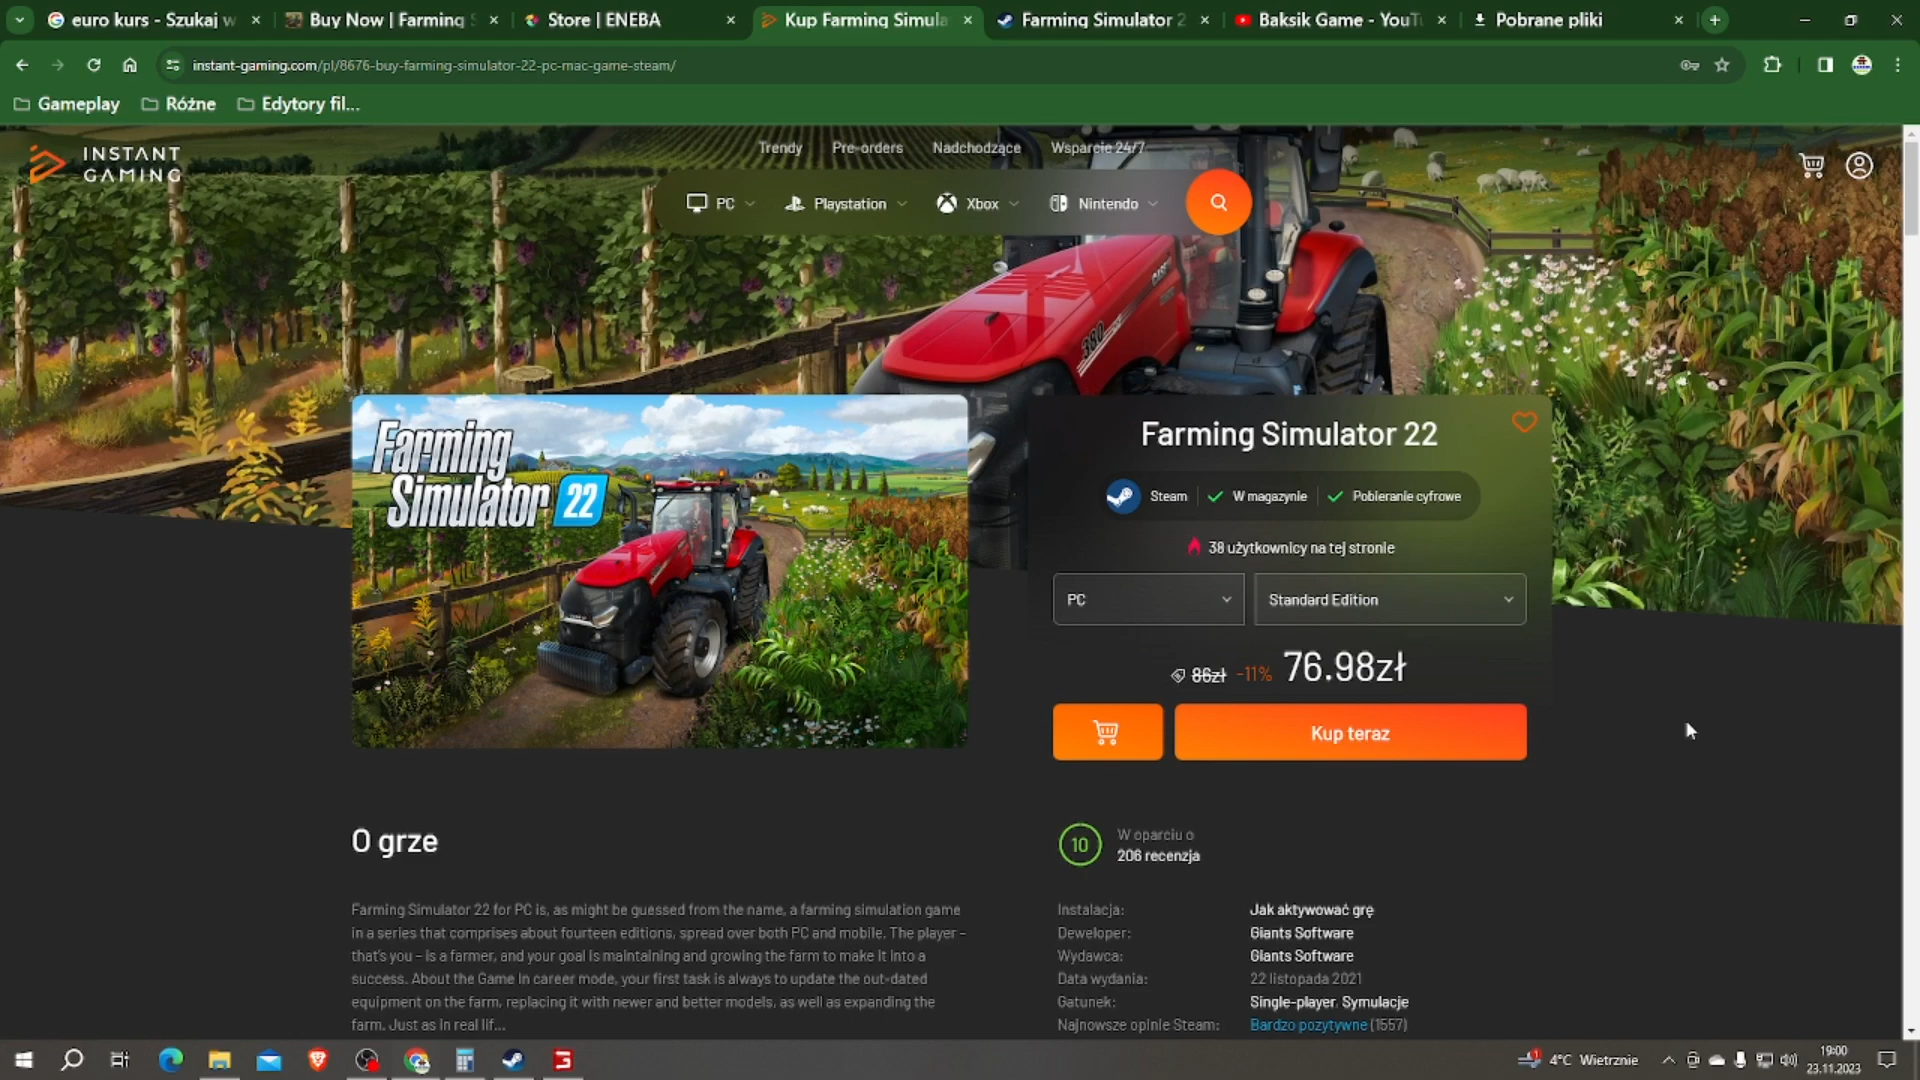 euro kurs - Szukaj w
Buy Now | Farming S
Store | ENEBA
Kup Farming Simula
Farming Simulator 2
Baksik Game - YouTu
Pobrane pliki
instant-gaming.com/pl/8676-buy-farming-simulator-22-pc-mac-game-steam/
Gameplay
Różne
Edytory fil...
INSTANT
GAMING
Trendy
Pre-orders
Nadchodzące
Wsparcie 24/7
PC
Playstation
Xbox
Nintendo
CASE
380
Farming
Simulator 22
Farming Simulator 22
Steam
W magazynie
Pobieranie cyfrowe
38 użytkownicy na tej stronie
PC
Standard Edition
86zł -11% 76.98zł
Kup teraz
O grze
10
W oparciu o
206 recenzja
Farming Simulator 22 for PC is, as might be guessed from the name, a farming simulation game
in a series that comprises about fourteen editions, spread over both PC and mobile. The player –
that's you – is a farmer, and your goal is maintaining and growing the farm to make it into a
success. About the Game In career mode, your first task is always to update the out-dated
equipment on the farm, replacing it with newer and better models, as well as expanding the
farm. Just as in real lif...
Instalacja: Jak aktywować grę
Deweloper: Giants Software
Wydawca: Giants Software
Data wydania: 22 listopada 2021
Gatunek: Single-player, Symulacje
Najnowsze opinie Steam: Bardzo pozytywne (1557)
4°C Wietrznie
19:00
23.11.2023